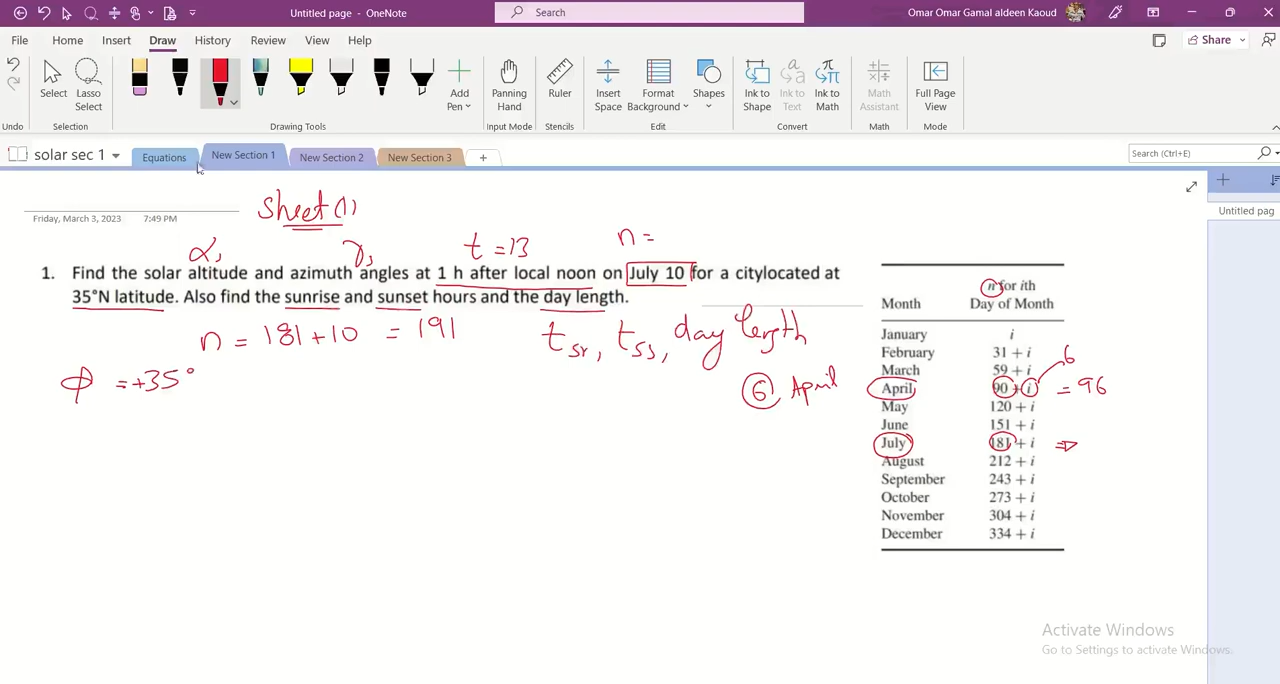 Untitled page - OneNote
Search
Omar Omar Gamal aldeen Kaoud
File Home Insert Draw History Review View Help
Share
Undo
Select
Lasso Select
Add Pen
Panning Hand
Ruler
Insert Space
Format Background
Shapes
Ink to Shape
Ink to Text
Ink to Math
Math Assistant
Full Page View
Undo Selection Drawing Tools Input Mode Stencils Edit Convert Math Mode
solar sec 1
Equations New Section 1 New Section 2 New Section 3 +
Search (Ctrl+E)
Untitled pag
Friday, March 3, 2023 7:49 PM
Sheet (1)
α, γ, t = 13 n =
1. Find the solar altitude and azimuth angles at 1 h after local noon on July 10 for a citylocated at
35°N latitude. Also find the sunrise and sunset hours and the day length.
n = 181 + 10 = 191
t sr, t ss, day length
φ = +35°
6 April
n for ith
Month Day of Month
January i
February 31 + i
March 59 + i
6
April 90 + i = 96
May 120 + i
June 151 + i
July 181 + i ⇒
August 212 + i
September 243 + i
October 273 + i
November 304 + i
December 334 + i
Activate Windows
Go to Settings to activate Windows.